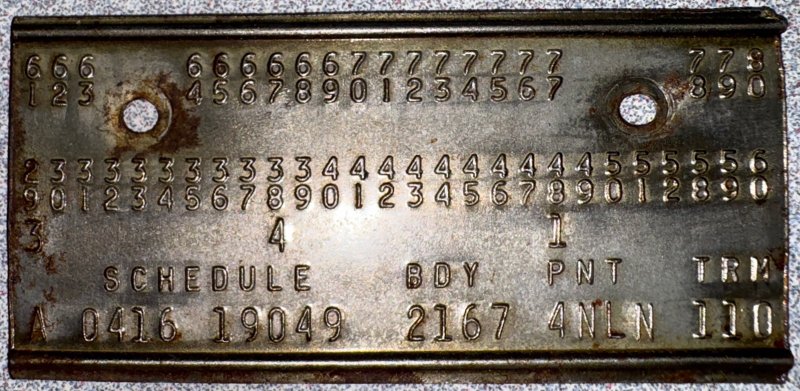 666 66666677777777 778
123 45678901234567 890
233333333334444444444555556
901234567890123456789012890
3 4 1
SCHEDULE BDY PNT TRM
A 0416 19049 2167 4NLN 110